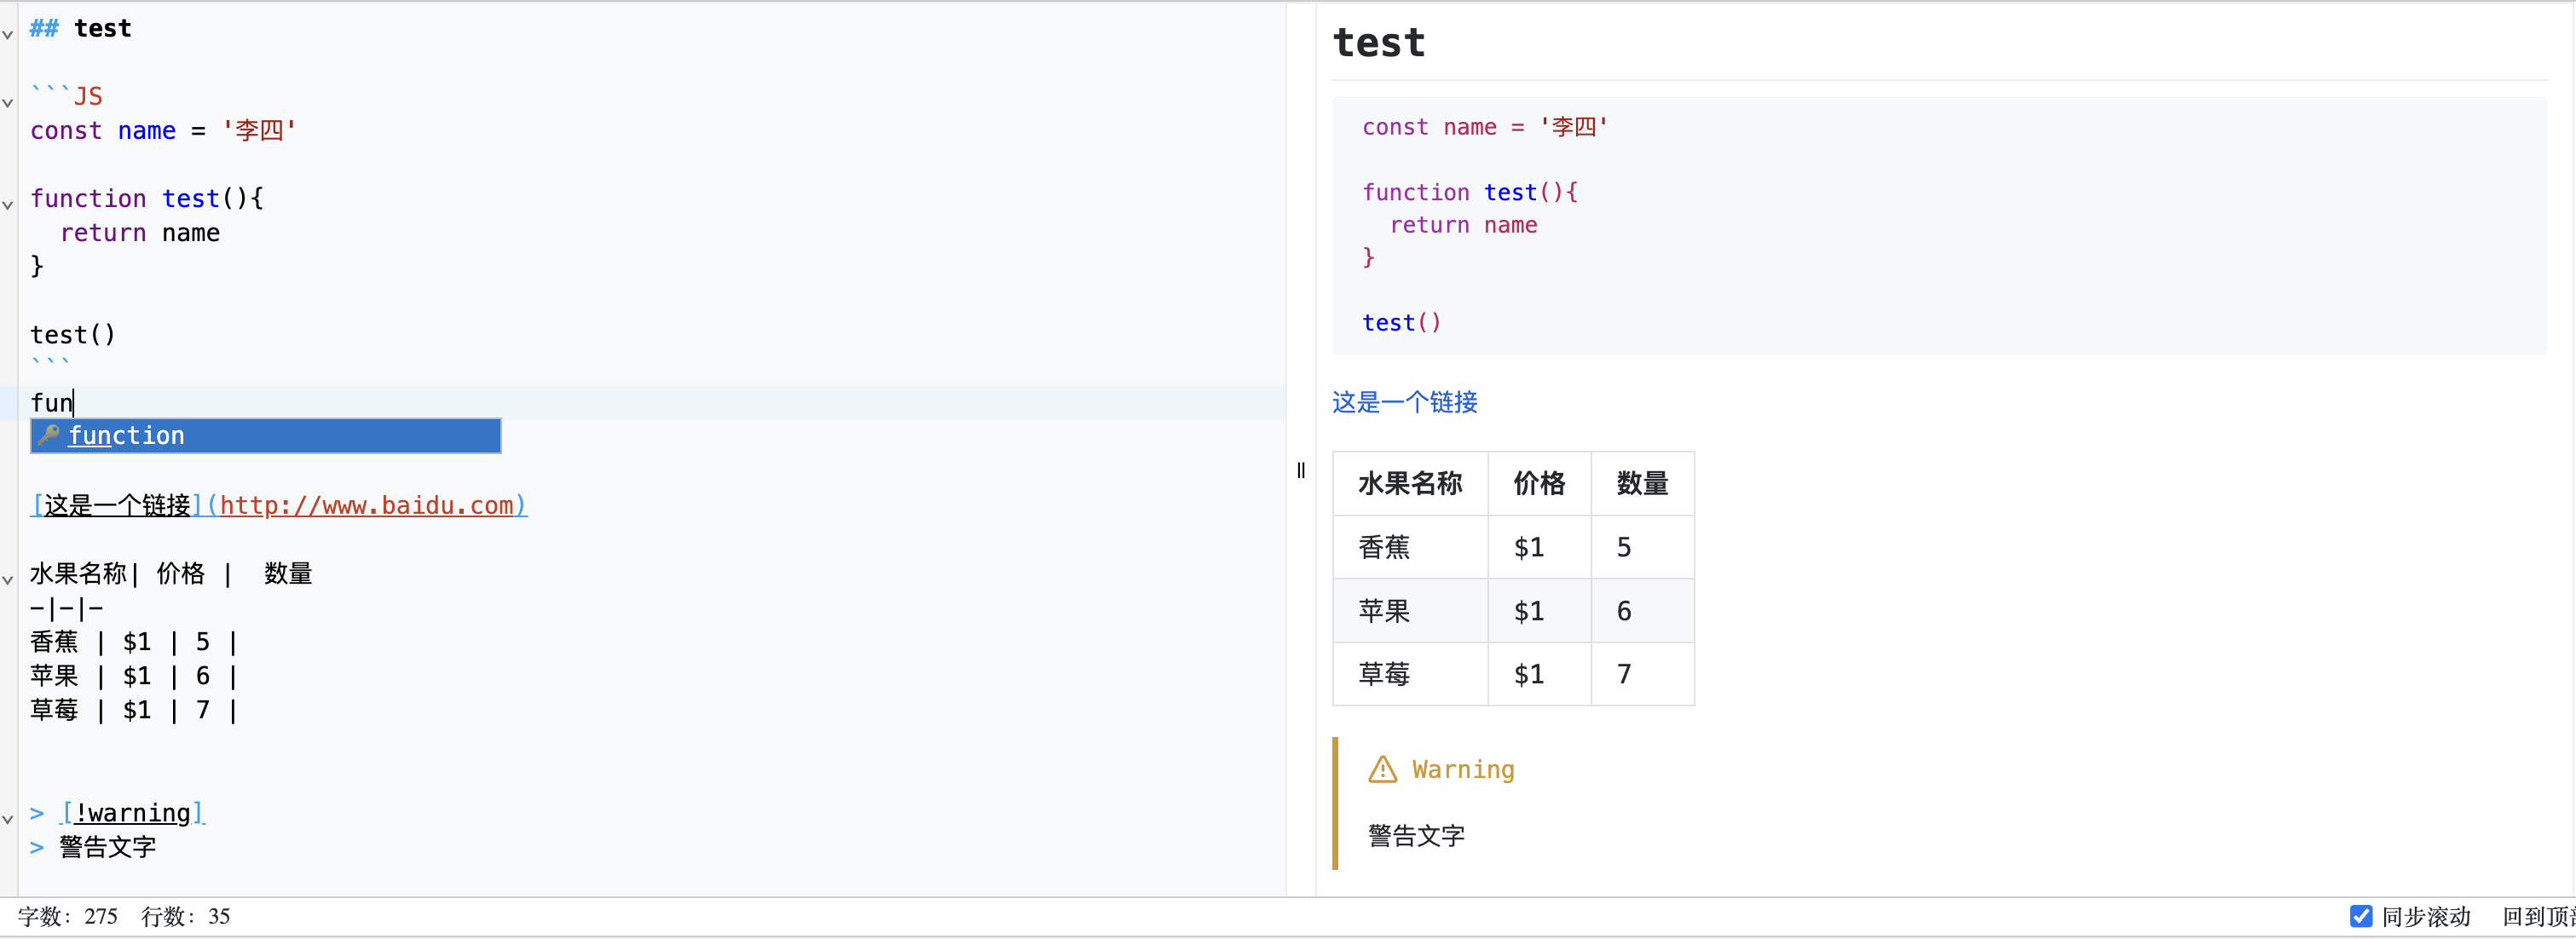 ## test
```JS
const name = '李四'
function test(){
  return name
}
test()
```
fun
function
[这是一个链接](http://www.baidu.com)
水果名称| 价格 |  数量
-|-|-
香蕉 | $1 | 5 |
苹果 | $1 | 6 |
草莓 | $1 | 7 |
> [!warning]
> 警告文字
test
const name = '李四'
function test(){
  return name
}
test()
这是一个链接
水果名称 价格 数量
香蕉 $1 5
苹果 $1 6
草莓 $1 7
Warning
警告文字
字数: 275 行数: 35
同步滚动 回到顶